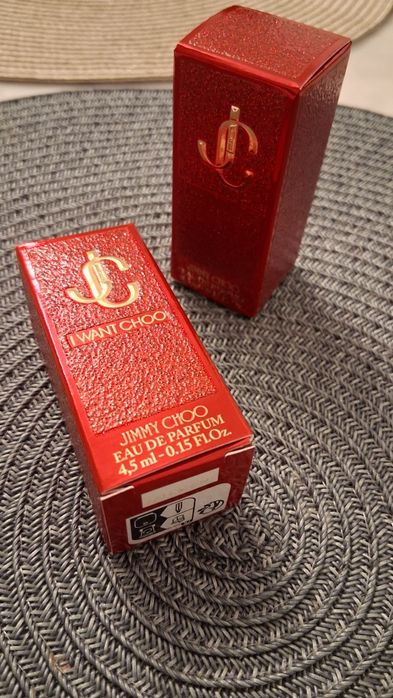 JC
I WANT CHOO
JIMMY CHOO
EAU DE PARFUM
4,5 ml - 0.15 Fl.Oz.
JC